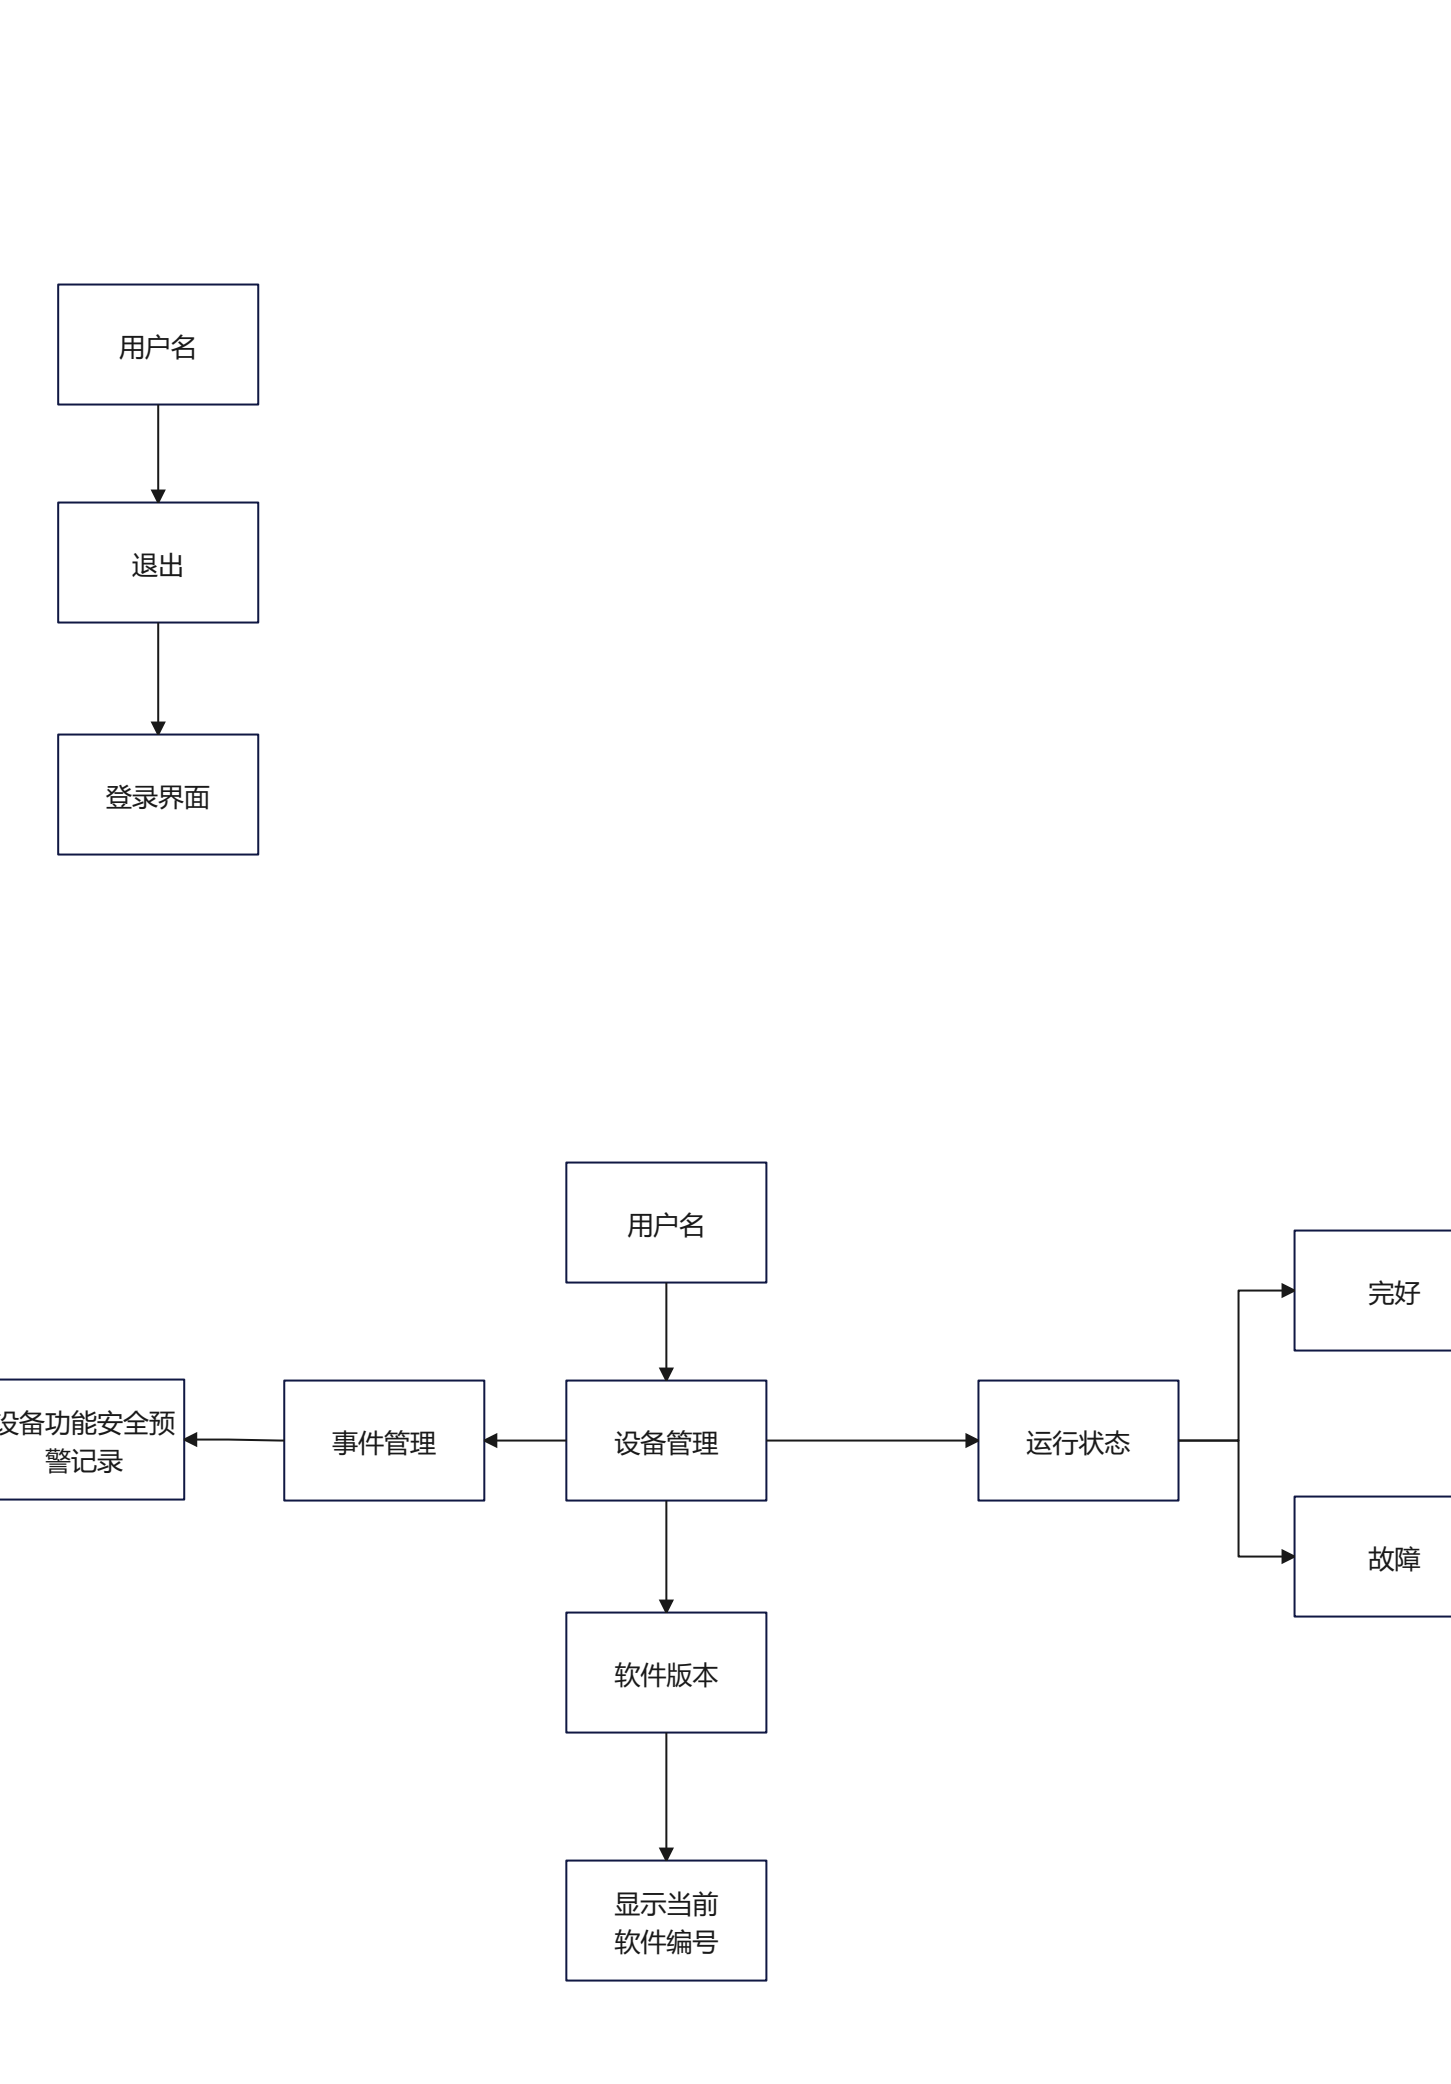 用户名
退出
登录界面
用户名
完好
设备功能安全预
警记录
事件管理
设备管理
运行状态
故障
软件版本
显示当前
软件编号